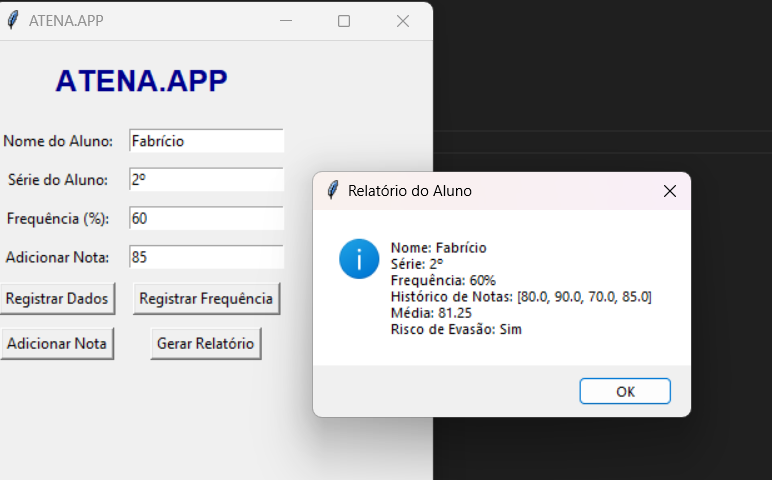 ATENA.APP
ATENA.APP
Nome do Aluno: Fabrício
Série do Aluno: 2º
Frequência (%): 60
Adicionar Nota: 85
Registrar Dados Registrar Frequência
Adicionar Nota Gerar Relatório
Relatório do Aluno
Nome: Fabrício
Série: 2º
Frequência: 60%
Histórico de Notas: [80.0, 90.0, 70.0, 85.0]
Média: 81.25
Risco de Evasão: Sim
OK